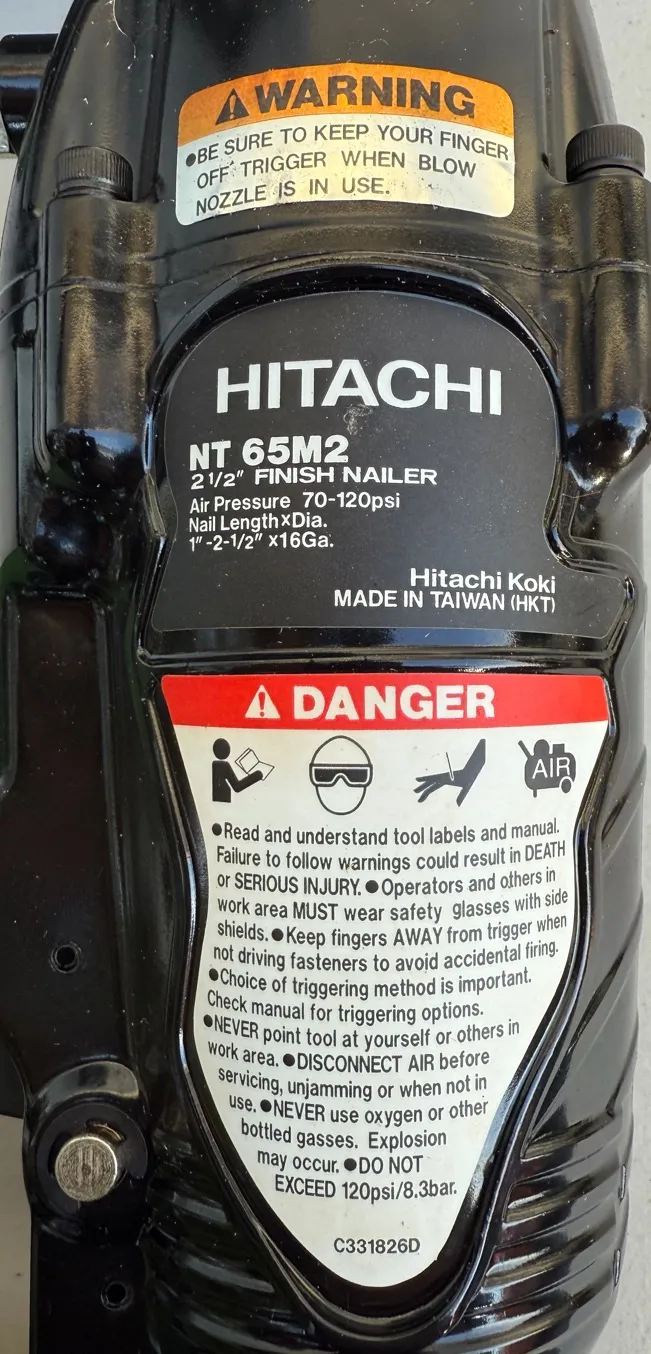 ⚠WARNING
●BE SURE TO KEEP YOUR FINGER
OFF TRIGGER WHEN BLOW
NOZZLE IS IN USE.
HITACHI
NT 65M2
2 1/2" FINISH NAILER
Air Pressure 70-120psi
Nail Length×Dia.
1"-2-1/2" x16Ga.
Hitachi Koki
MADE IN TAIWAN (HKT)
⚠DANGER
AIR
●Read and understand tool labels and manual.
Failure to follow warnings could result in DEATH
or SERIOUS INJURY. ●Operators and others in
work area MUST wear safety glasses with side
shields. ●Keep fingers AWAY from trigger when
not driving fasteners to avoid accidental firing.
●Choice of triggering method is important.
Check manual for triggering options.
●NEVER point tool at yourself or others in
work area. ●DISCONNECT AIR before
servicing, unjamming or when not in
use. ●NEVER use oxygen or other
bottled gasses. Explosion
may occur. ●DO NOT
EXCEED 120psi/8.3bar.
C331826D